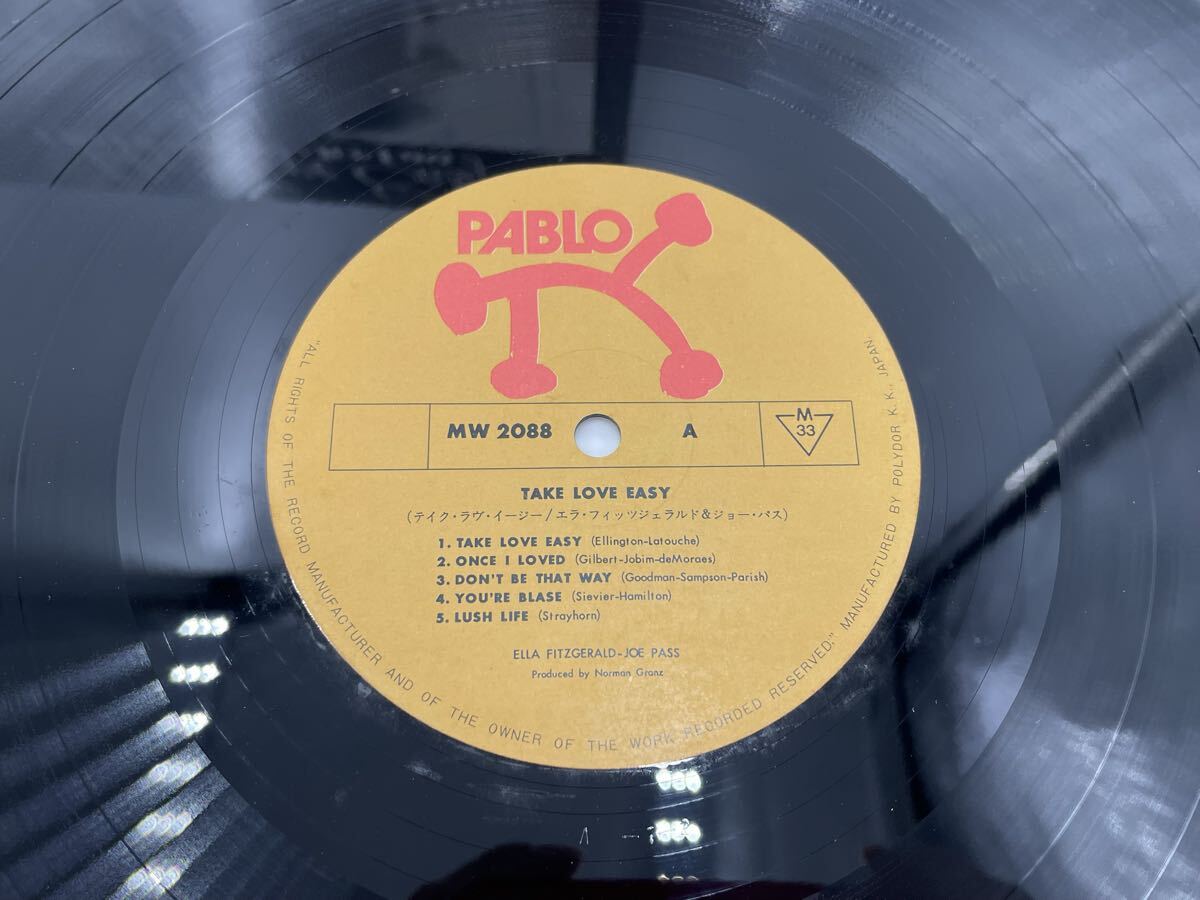 PABLO
MW 2088 A M 33
TAKE LOVE EASY
(テイク・ラヴ・イージー/エラ・フィッツジェラルド&ジョー・パス)
1. TAKE LOVE EASY (Ellington-Latouche)
2. ONCE I LOVED (Gilbert-Jobim-deMoraes)
3. DON'T BE THAT WAY (Goodman-Sampson-Parish)
4. YOU'RE BLASE (Sievier-Hamilton)
5. LUSH LIFE (Strayhorn)
ELLA FITZGERALD-JOE PASS
Produced by Norman Granz
"ALL RIGHTS OF THE RECORD MANUFACTURER AND OF THE OWNER OF THE WORK RECORDED RESERVED." MANUFACTURED BY POLYDOR K.K., JAPAN.